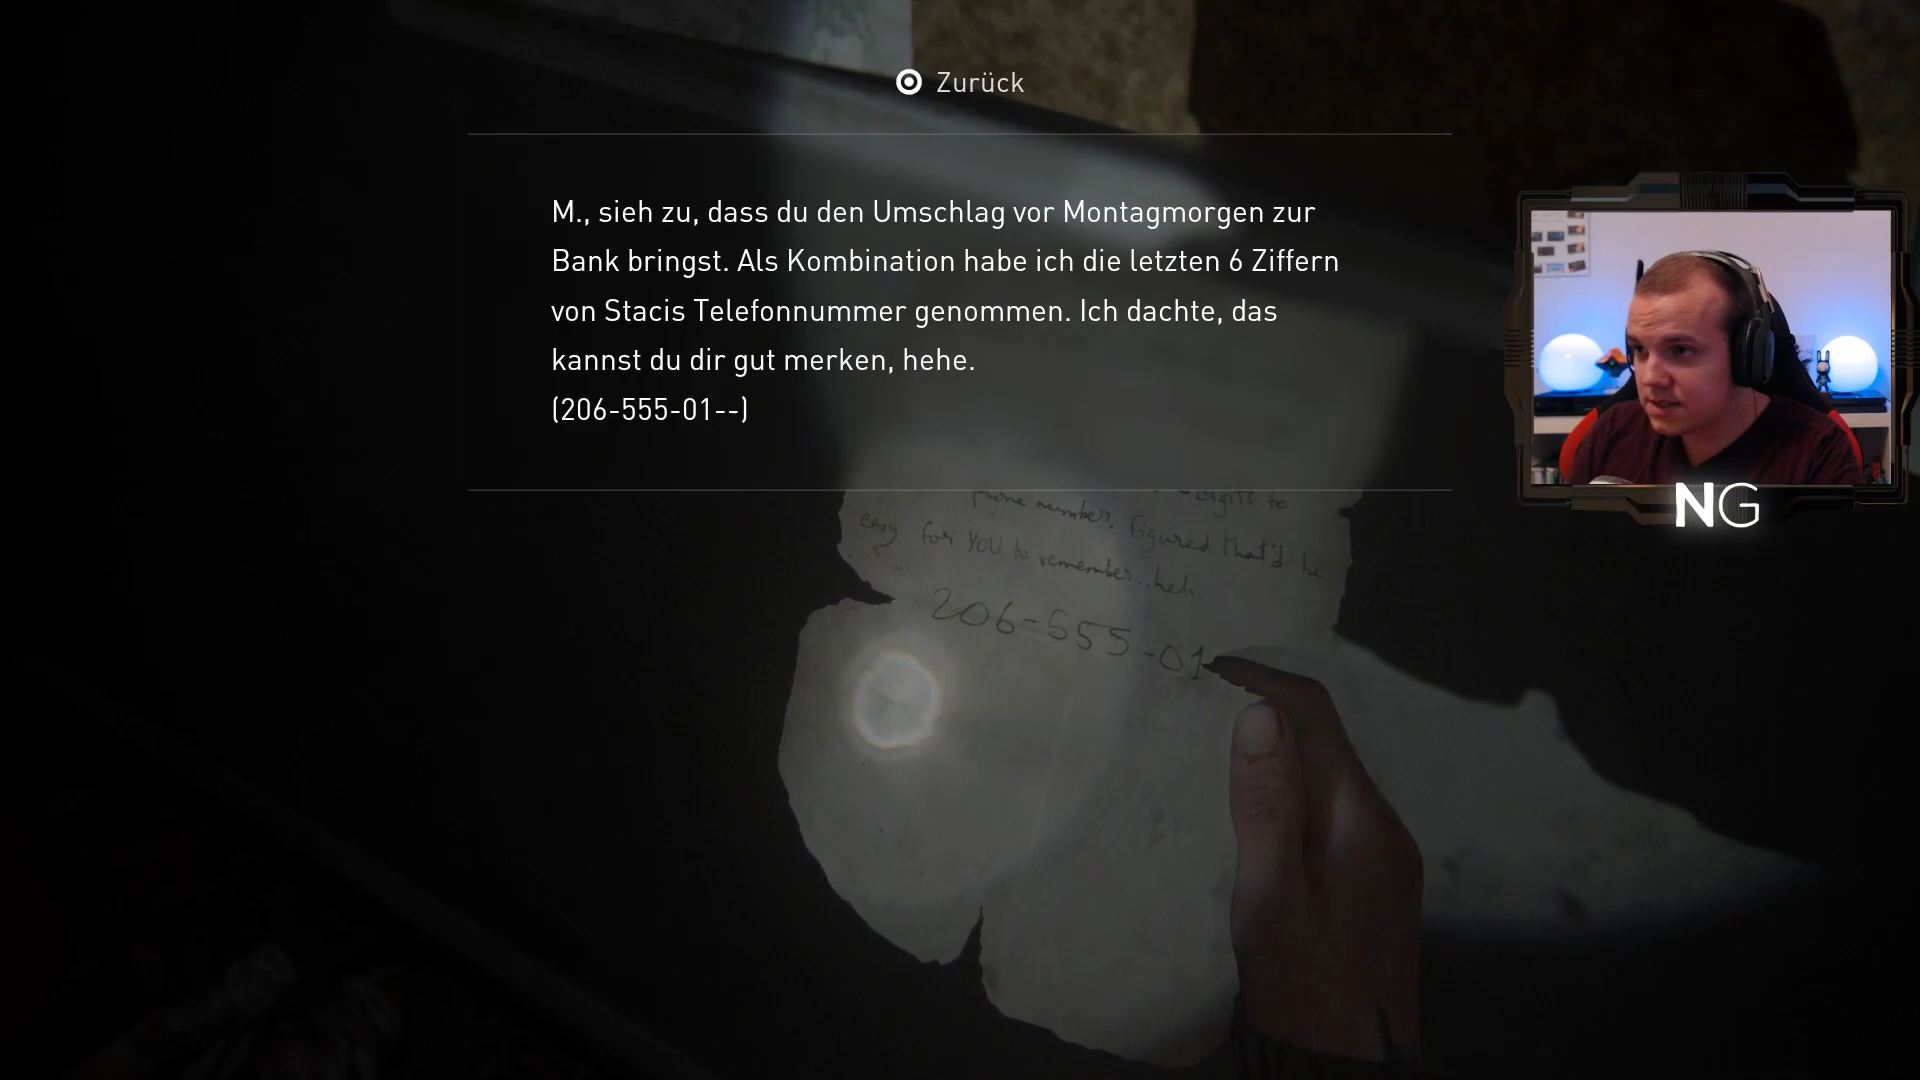 Zurück
M., sieh zu, dass du den Umschlag vor Montagmorgen zur
Bank bringst. Als Kombination habe ich die letzten 6 Ziffern
von Stacis Telefonnummer genommen. Ich dachte, das
kannst du dir gut merken, hehe.
(206-555-01--)
NG
phone number. figured that'd be
easy for YOU to remember...heh
206-555-01